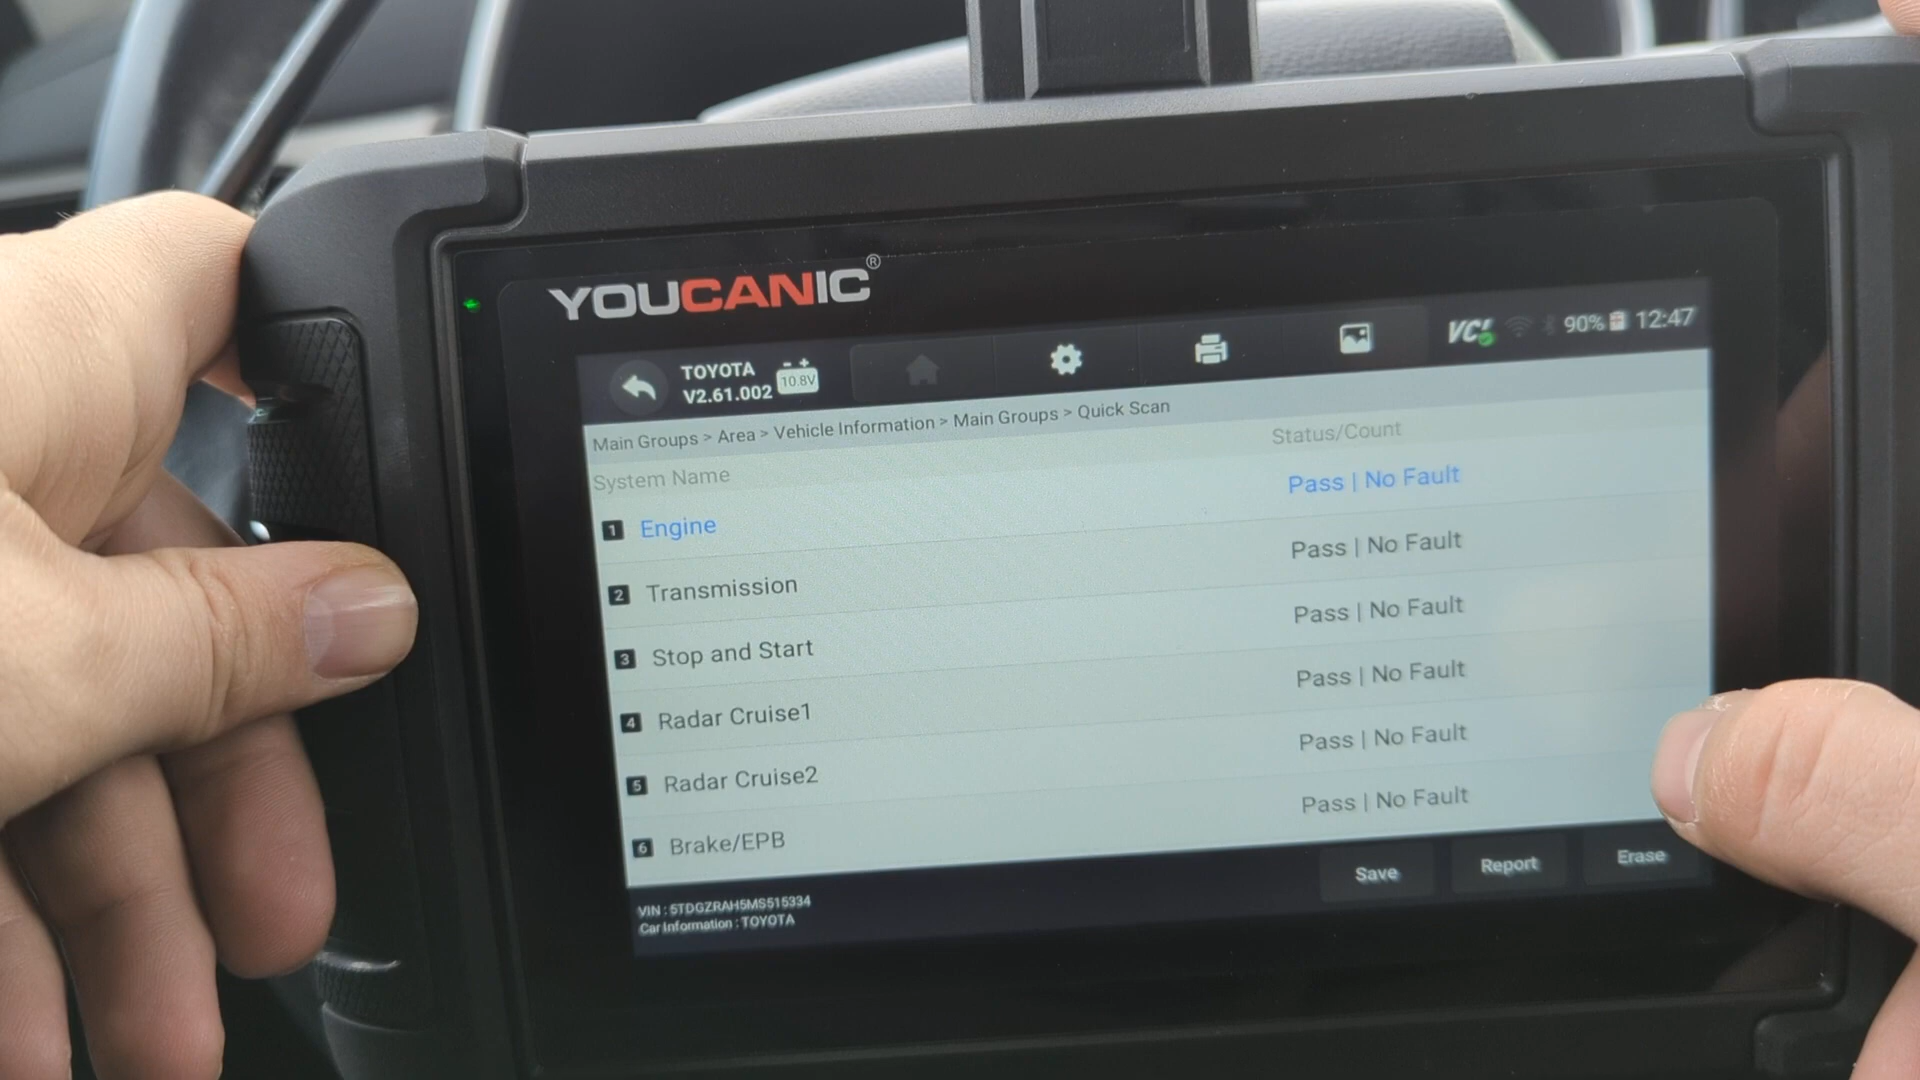 YOUCANIC®
TOYOTA
V2.61.002
10.8V
VCI
90%
12:47
Main Groups > Area > Vehicle Information > Main Groups > Quick Scan
System Name
Status/Count
1 Engine
Pass | No Fault
2 Transmission
Pass | No Fault
3 Stop and Start
Pass | No Fault
4 Radar Cruise1
Pass | No Fault
5 Radar Cruise2
Pass | No Fault
6 Brake/EPB
Pass | No Fault
Save
Report
Erase
VIN : 5TDGZRAH5MS515334
Car Information : TOYOTA